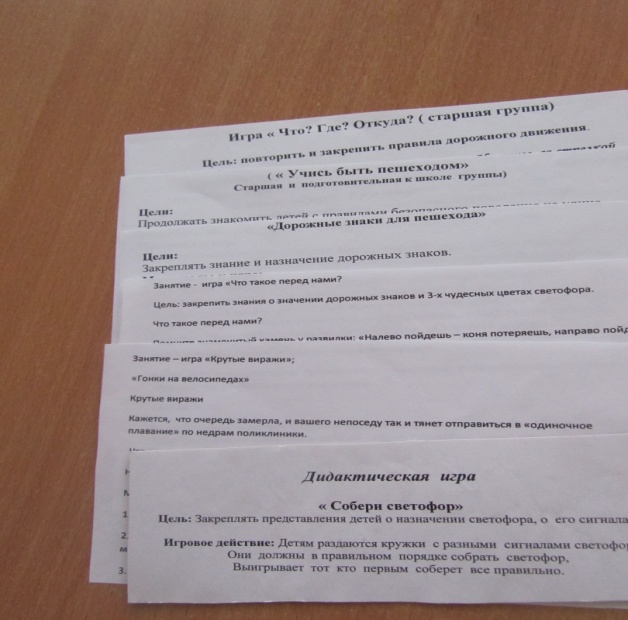 Игра « Что? Где? Откуда? ( старшая группа)
Цель: повторить и закрепить правила дорожного движения.
( « Учись быть пешеходом»
Старшая и подготовительная к школе группы)
Цели:
Продолжать знакомить детей с правилами безопасного
«Дорожные знаки для пешехода»
Цели:
Закреплять знание и назначение дорожных знаков.
Занятие - игра «Что такое перед нами?
Цель: закрепить знания о значении дорожных знаков и 3-х чудесных цветах светофора.
Что такое перед нами?
знаменитый камень у развилки: «Налево пойдешь – коня потеряешь, направо пойд
Занятие – игра «Крутые виражи»;
«Гонки на велосипедах»
Крутые виражи
Кажется, что очередь замерла, и вашего непоседу так и тянет отправиться в «одиночное
плавание» по недрам поликлиники.
1
2.
м
3.
Дидактическая игра
« Собери светофор»
Цель: Закреплять представления детей о назначении светофора, о его сигнала
Игровое действие: Детям раздаются кружки с разными сигналами светофор
Они должны в правильном порядке собрать светофор,
Выигрывает тот кто первым соберет все правильно.